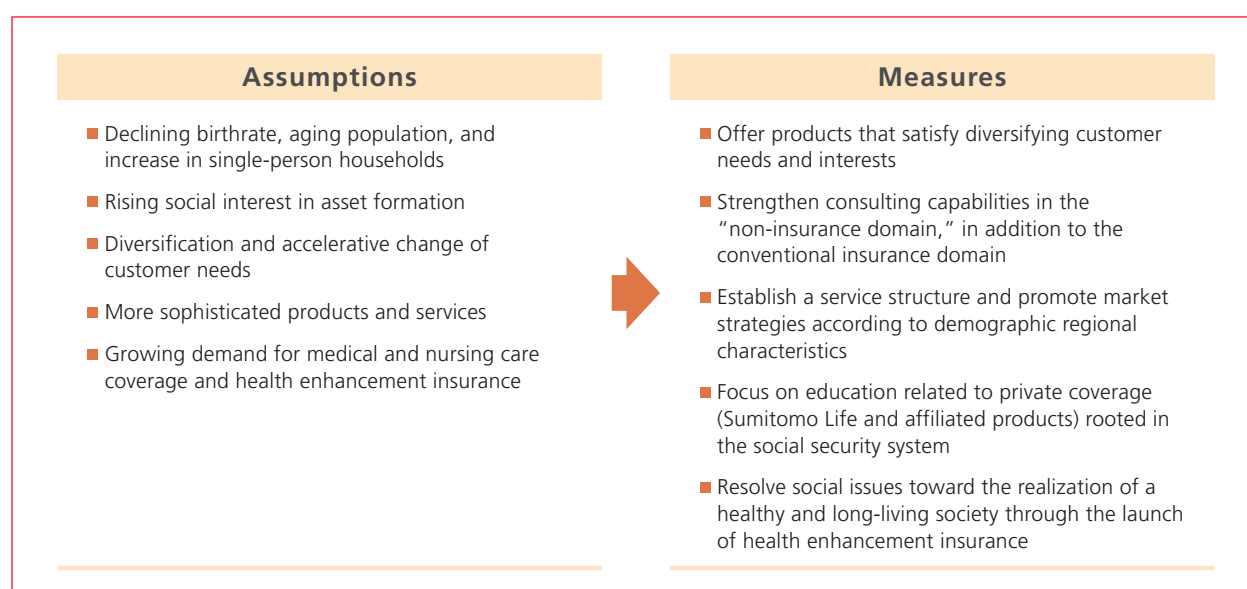 Assumptions
■ Declining birthrate, aging population, and
increase in single-person households
■ Rising social interest in asset formation
■ Diversification and accelerative change of
customer needs
■ More sophisticated products and services
■ Growing demand for medical and nursing care
coverage and health enhancement insurance
Measures
■ Offer products that satisfy diversifying customer
needs and interests
■ Strengthen consulting capabilities in the
“non-insurance domain,” in addition to the
conventional insurance domain
■ Establish a service structure and promote market
strategies according to demographic regional
characteristics
■ Focus on education related to private coverage
(Sumitomo Life and affiliated products) rooted in
the social security system
■ Resolve social issues toward the realization of a
healthy and long-living society through the launch
of health enhancement insurance